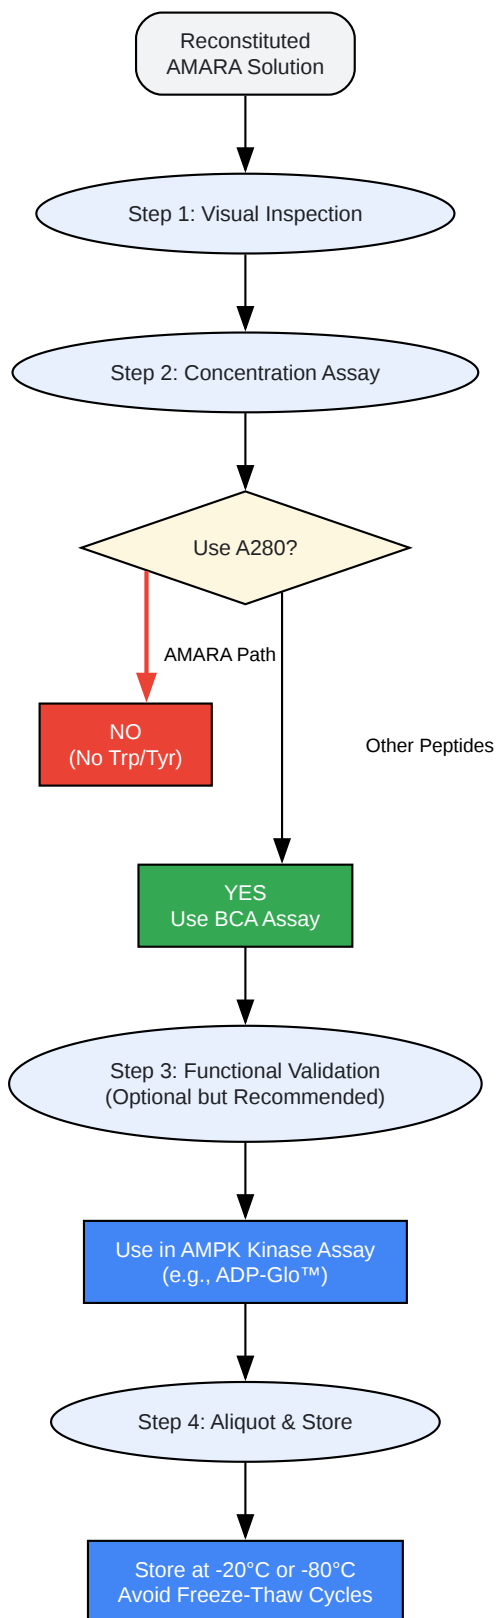 Reconstituted
AMARA Solution
Step 1: Visual Inspection
Step 2: Concentration Assay
Use A280?
AMARA Path
NO
(No Trp/Tyr)
Other Peptides
YES
Use BCA Assay
Step 3: Functional Validation
(Optional but Recommended)
Use in AMPK Kinase Assay
(e.g., ADP-Glo™)
Step 4: Aliquot & Store
Store at -20°C or -80°C
Avoid Freeze-Thaw Cycles